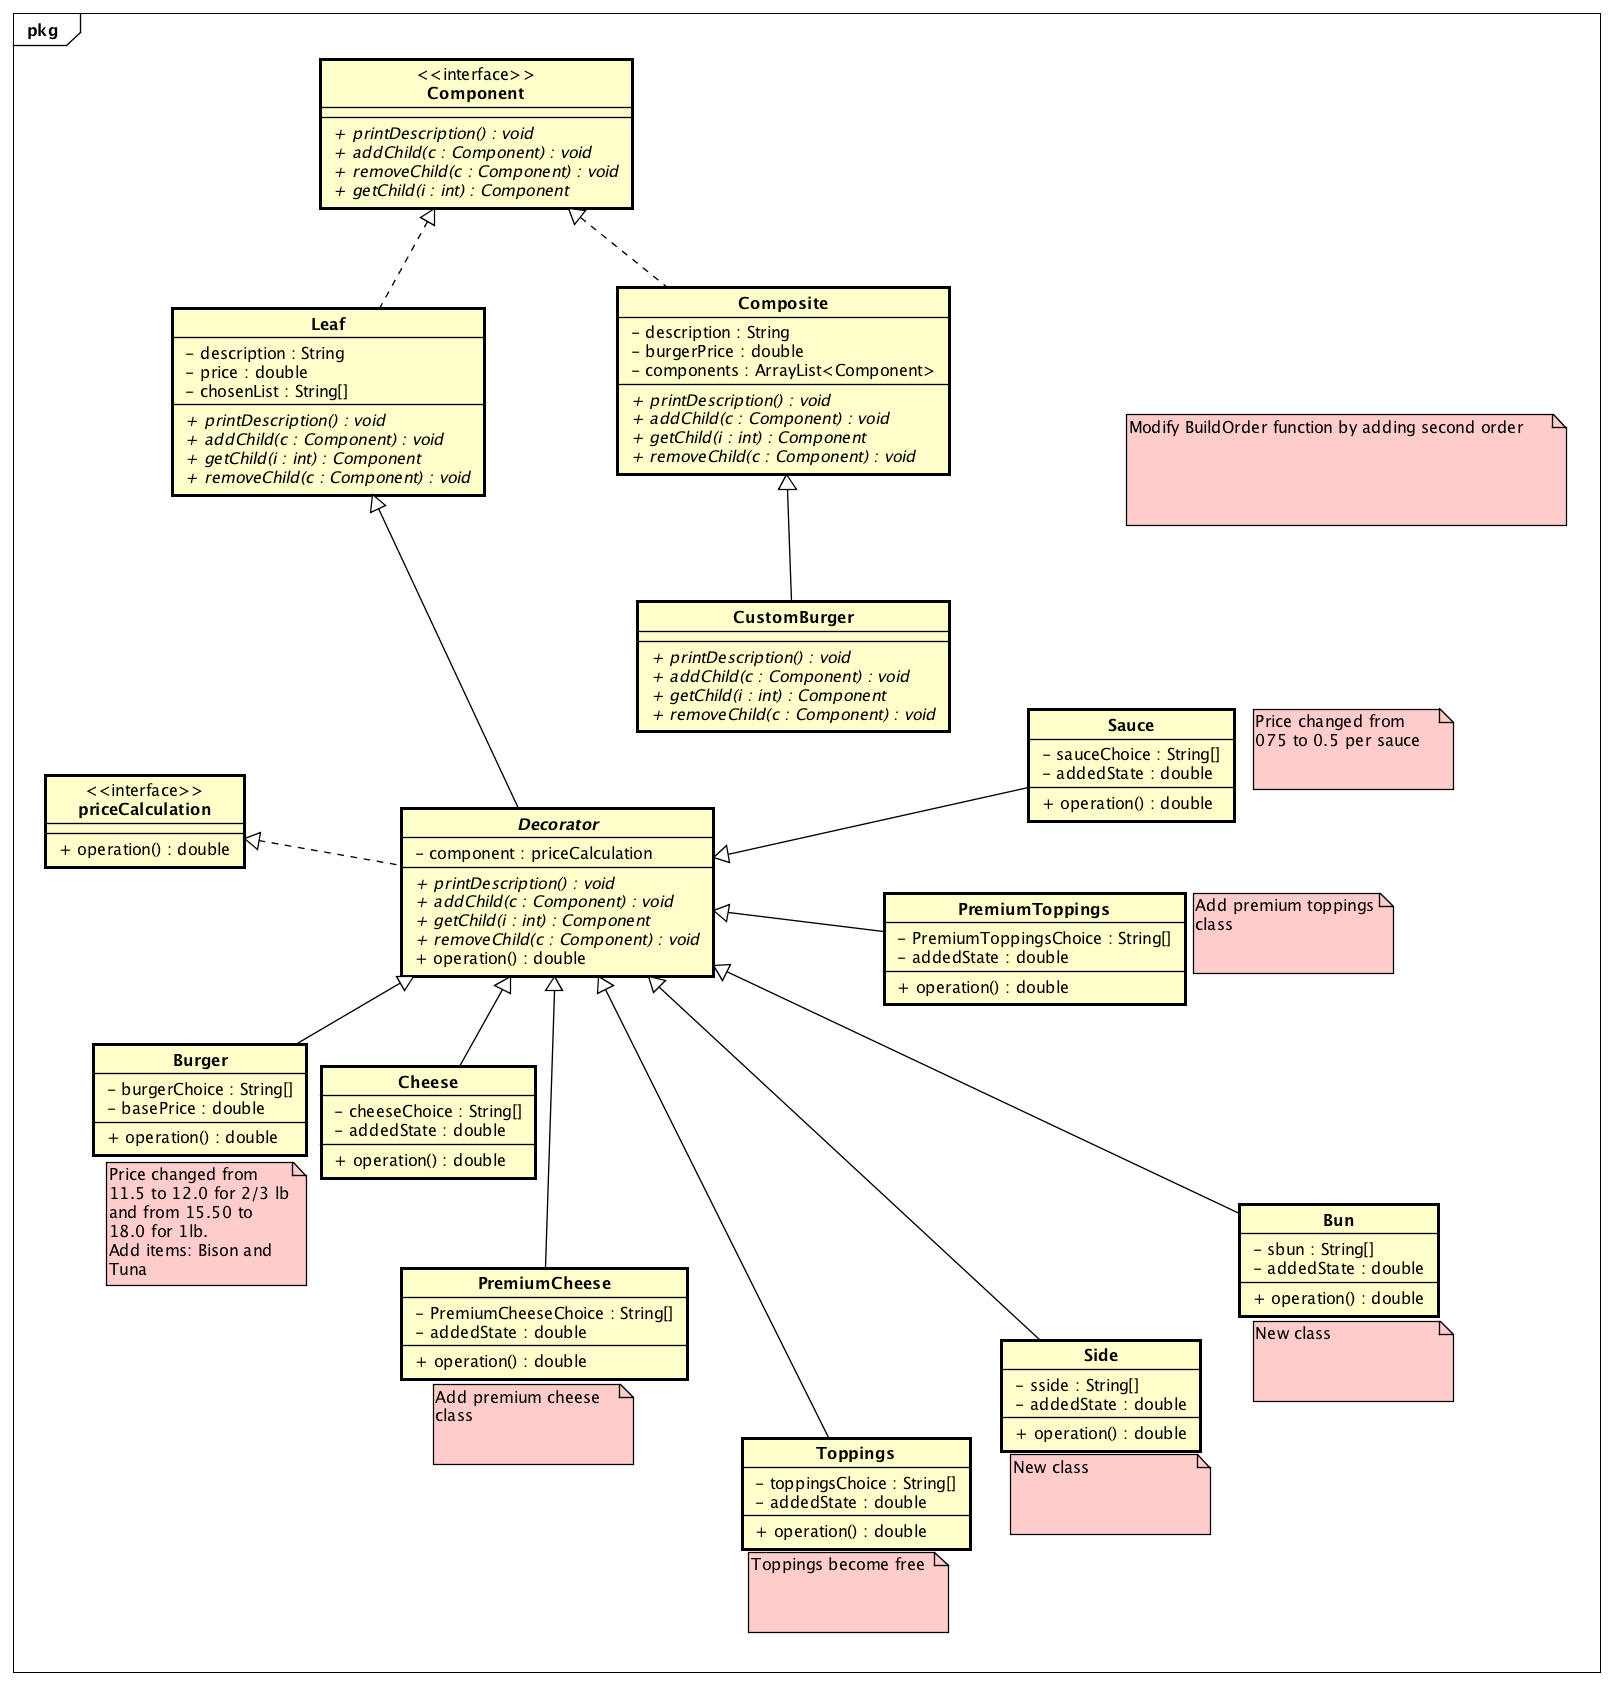 pkg
<<interface>>
Component
+ printDescription() : void
+ addChild(c : Component) : void
+ removeChild(c : Component) : void
+ getChild(i : int) : Component
Leaf
- description : String
- price : double
- chosenList : String[]
+ printDescription() : void
+ addChild(c : Component) : void
+ getChild(i : int) : Component
+ removeChild(c : Component) : void
Composite
- description : String
- burgerPrice : double
- components : ArrayList<Component>
+ printDescription() : void
+ addChild(c : Component) : void
+ getChild(i : int) : Component
+ removeChild(c : Component) : void
Modify BuildOrder function by adding second order
CustomBurger
+ printDescription() : void
+ addChild(c : Component) : void
+ getChild(i : int) : Component
+ removeChild(c : Component) : void
Sauce
- sauceChoice : String[]
- addedState : double
+ operation() : double
Price changed from
075 to 0.5 per sauce
<<interface>>
priceCalculation
+ operation() : double
Decorator
- component : priceCalculation
+ printDescription() : void
+ addChild(c : Component) : void
+ getChild(i : int) : Component
+ removeChild(c : Component) : void
+ operation() : double
PremiumToppings
- PremiumToppingsChoice : String[]
- addedState : double
+ operation() : double
Add premium toppings
class
Burger
- burgerChoice : String[]
- basePrice : double
+ operation() : double
Price changed from
11.5 to 12.0 for 2/3 lb
and from 15.50 to
18.0 for 1lb.
Add items: Bison and
Tuna
Cheese
- cheeseChoice : String[]
- addedState : double
+ operation() : double
PremiumCheese
- PremiumCheeseChoice : String[]
- addedState : double
+ operation() : double
Add premium cheese
class
Bun
- sbun : String[]
- addedState : double
+ operation() : double
New class
Side
- sside : String[]
- addedState : double
+ operation() : double
New class
Toppings
- toppingsChoice : String[]
- addedState : double
+ operation() : double
Toppings become free